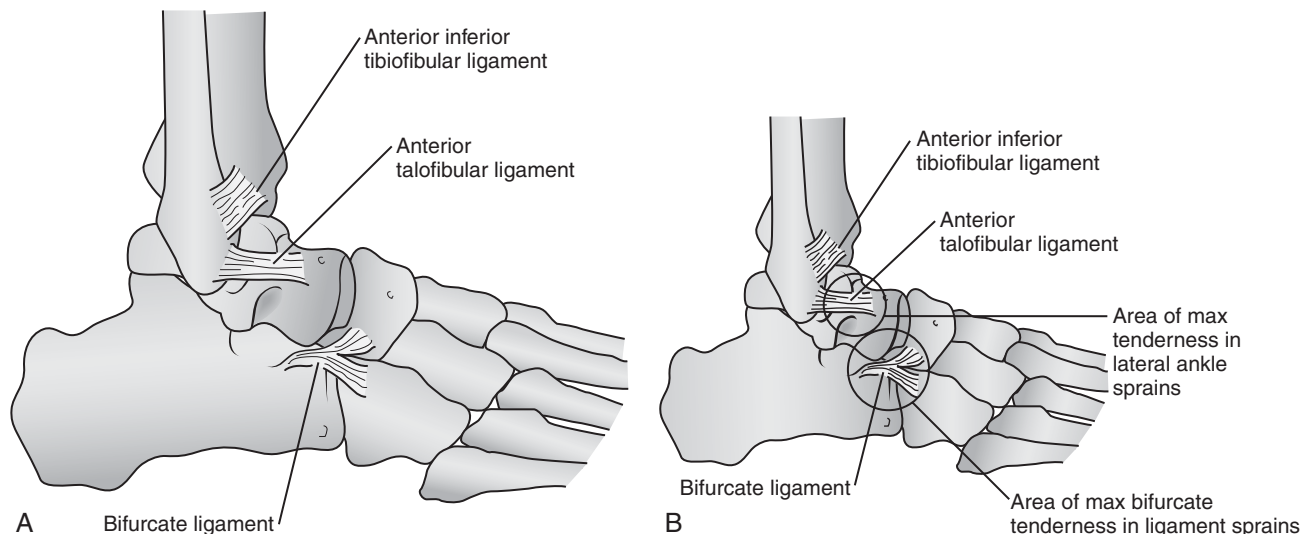 Anterior inferior
tibiofibular ligament
Anterior
talofibular ligament
Bifurcate ligament
A
Anterior inferior
tibiofibular ligament
Anterior
talofibular ligament
Area of max
tenderness in
lateral ankle
sprains
Bifurcate ligament
Area of max bifurcate
tenderness in ligament sprains
B